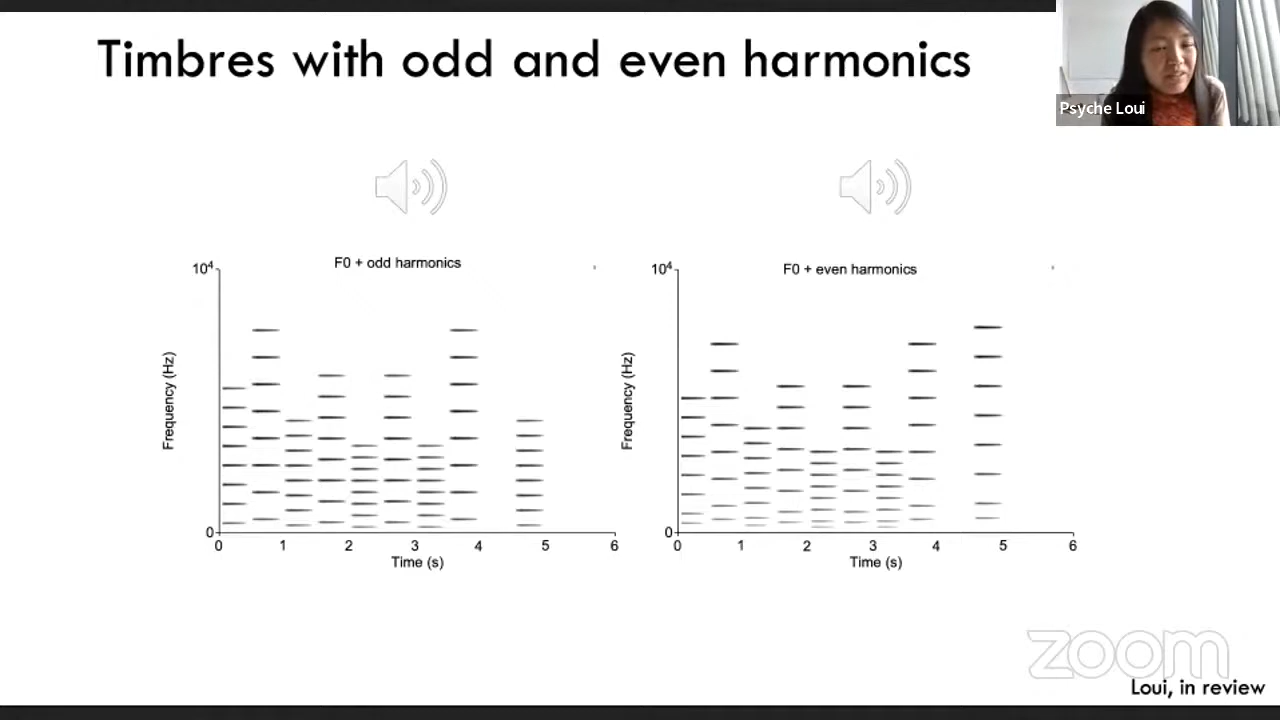 Timbres with odd and even harmonics
Psyche Loui
F0 + odd harmonics
10⁴
Frequency (Hz)
0
0 1 2 3 4 5 6
Time (s)
F0 + even harmonics
10⁴
Frequency (Hz)
0
0 1 2 3 4 5 6
Time (s)
zoom
Loui, in review